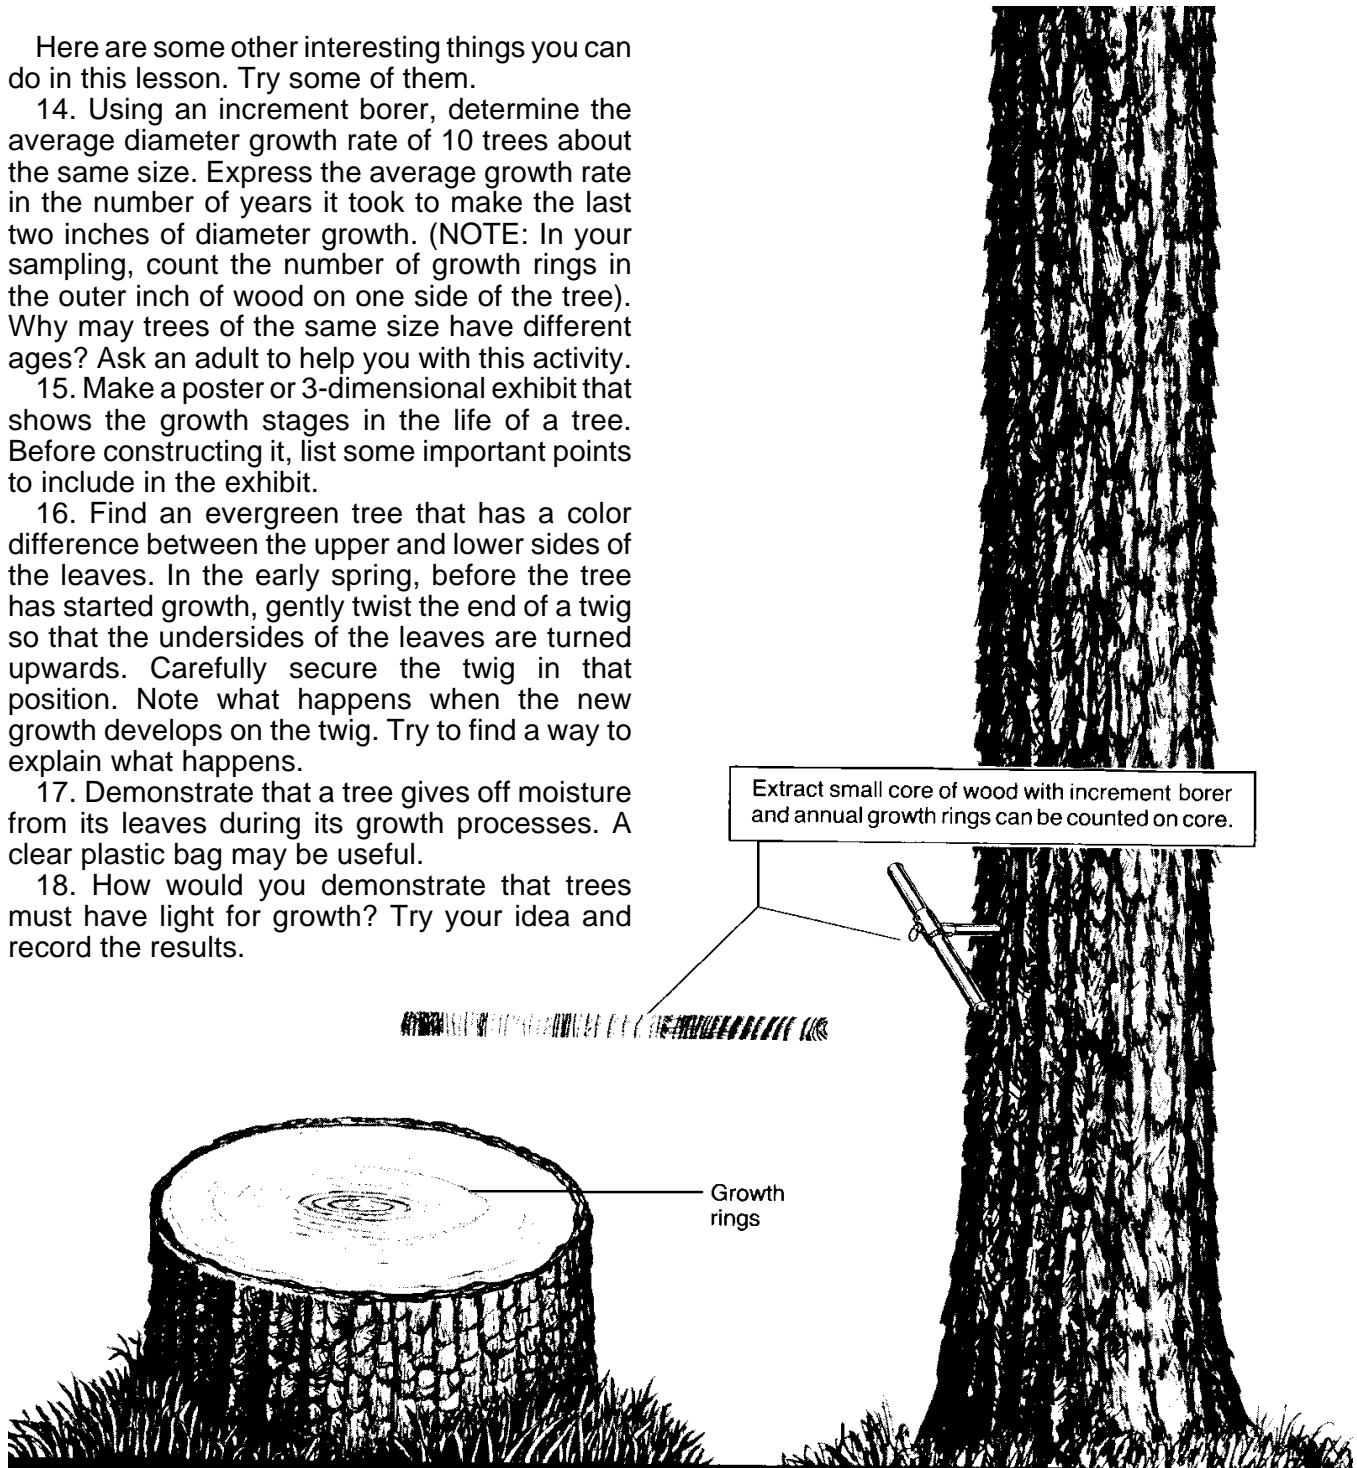 Here are some other interesting things you can
do in this lesson. Try some of them.
14. Using an increment borer, determine the
average diameter growth rate of 10 trees about
the same size. Express the average growth rate
in the number of years it took to make the last
two inches of diameter growth. (NOTE: In your
sampling, count the number of growth rings in
the outer inch of wood on one side of the tree).
Why may trees of the same size have different
ages? Ask an adult to help you with this activity.
15. Make a poster or 3-dimensional exhibit that
shows the growth stages in the life of a tree.
Before constructing it, list some important points
to include in the exhibit.
16. Find an evergreen tree that has a color
difference between the upper and lower sides of
the leaves. In the early spring, before the tree
has started growth, gently twist the end of a twig
so that the undersides of the leaves are turned
upwards. Carefully secure the twig in that
position. Note what happens when the new
growth develops on the twig. Try to find a way to
explain what happens.
17. Demonstrate that a tree gives off moisture
from its leaves during its growth processes. A
clear plastic bag may be useful.
18. How would you demonstrate that trees
must have light for growth? Try your idea and
record the results.
Extract small core of wood with increment borer
and annual growth rings can be counted on core.
Growth
rings